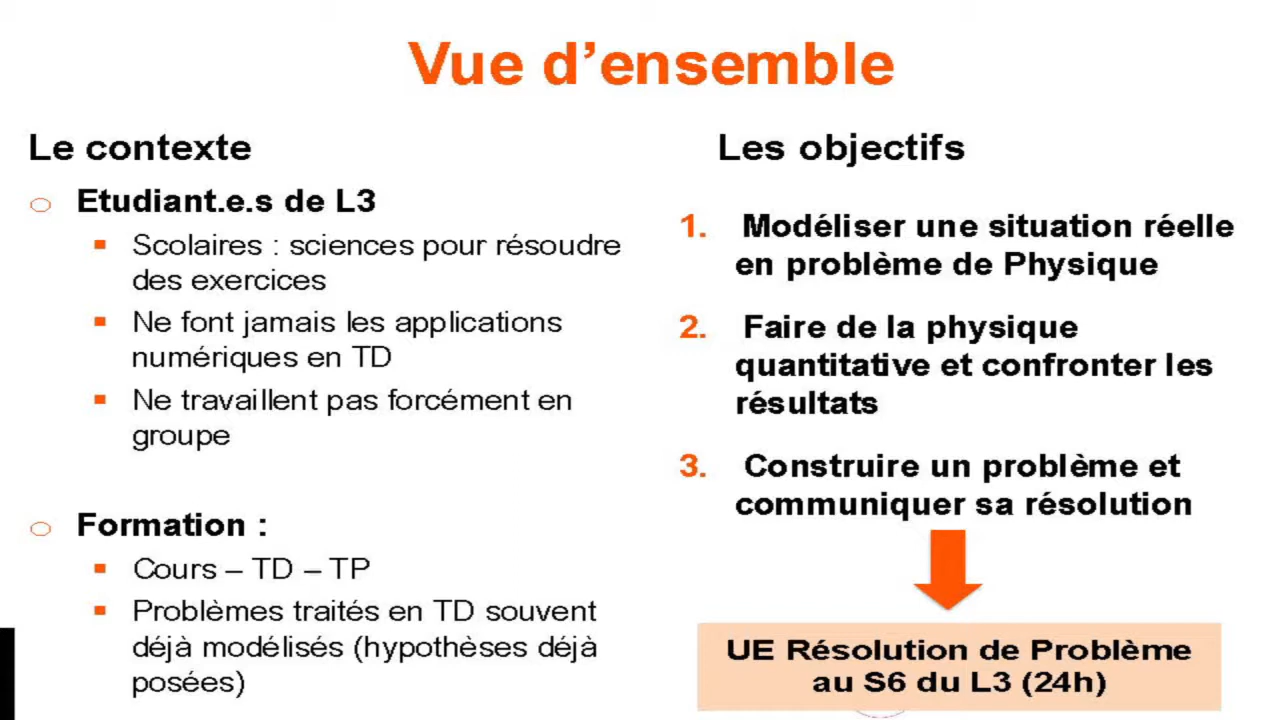 Vue d’ensemble
Le contexte
Etudiant.e.s de L3
Scolaires : sciences pour résoudre
des exercices
Ne font jamais les applications
numériques en TD
Ne travaillent pas forcément en
groupe
Formation :
Cours – TD – TP
Problèmes traités en TD souvent
déjà modélisés (hypothèses déjà
posées)
Les objectifs
1. Modéliser une situation réelle
en problème de Physique
2. Faire de la physique
quantitative et confronter les
résultats
3. Construire un problème et
communiquer sa résolution
UE Résolution de Problème
au S6 du L3 (24h)